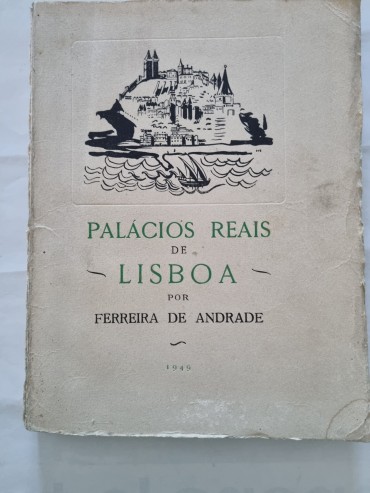 PALÁCIOS REAIS
DE
LISBOA
POR
FERREIRA DE ANDRADE
1949